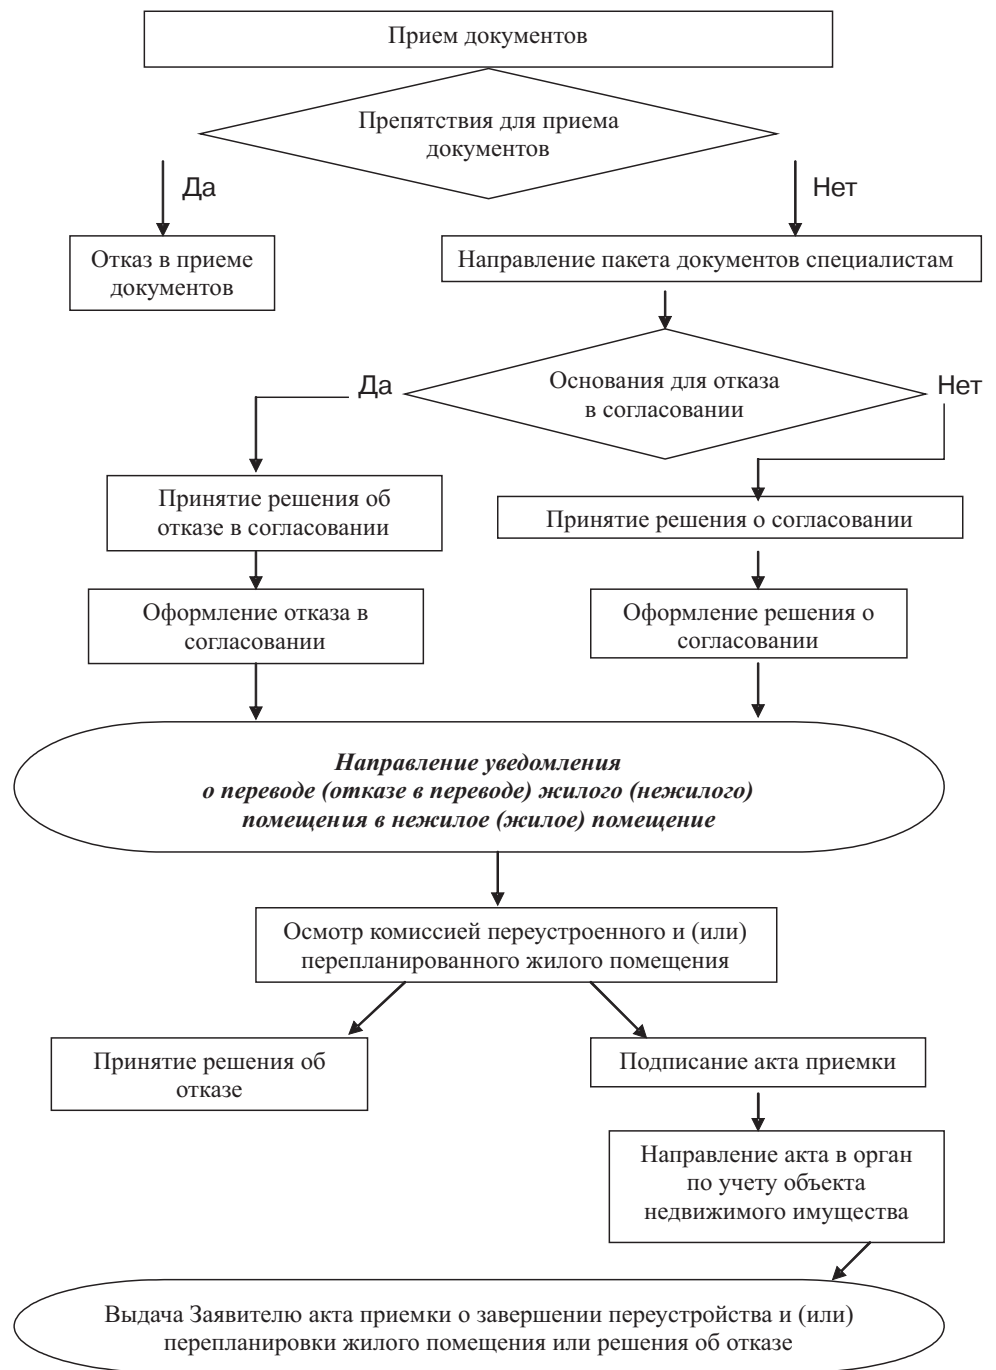 Прием документов
Препятствия для приема
документов
Да
Нет
Отказ в приеме
документов
Направление пакета документов специалистам
Основания для отказа
в согласовании
Да
Нет
Принятие решения об
отказе в согласовании
Принятие решения о согласовании
Оформление отказа в
согласовании
Оформление решения о
согласовании
Направление уведомления
о переводе (отказе в переводе) жилого (нежилого)
помещения в нежилое (жилое) помещение
Осмотр комиссией переустроенного и (или)
перепланированного жилого помещения
Принятие решения об
отказе
Подписание акта приемки
Направление акта в орган
по учету объекта
недвижимого имущества
Выдача Заявителю акта приемки о завершении переустройства и (или)
перепланировки жилого помещения или решения об отказе